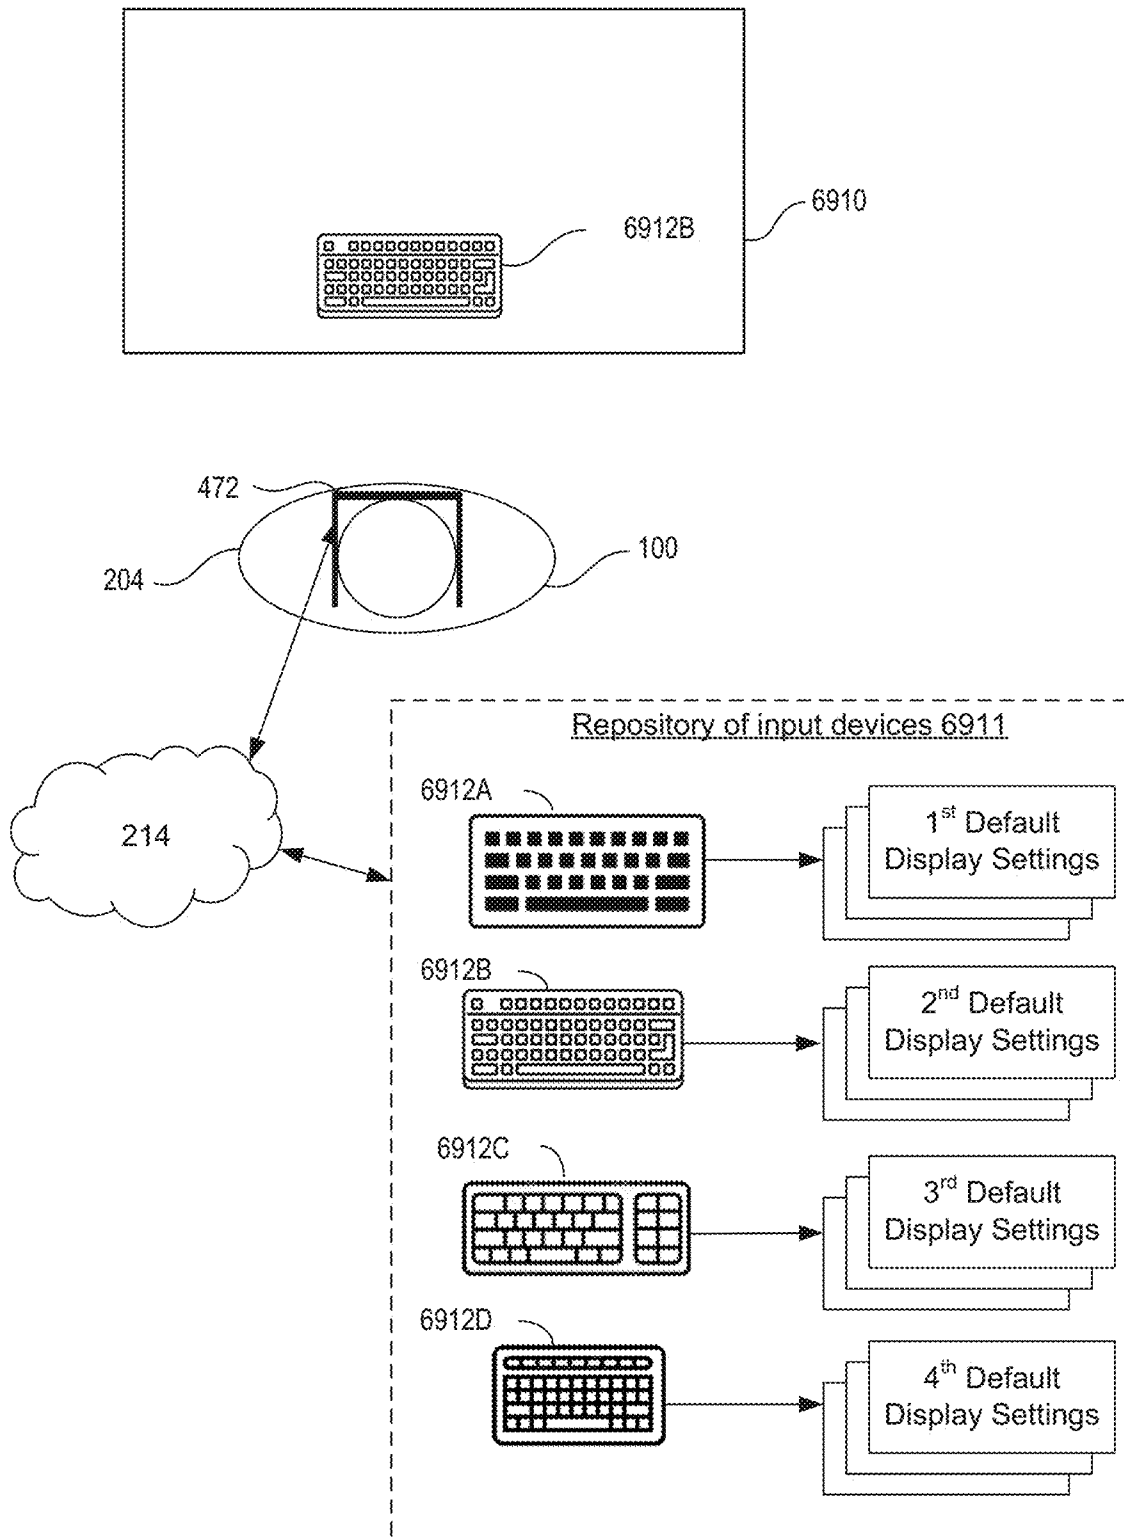 6910
6912B
472
204
100
Repository of input devices 6911
214
6912A
1st Default
Display Settings
6912B
2nd Default
Display Settings
6912C
3rd Default
Display Settings
6912D
4th Default
Display Settings